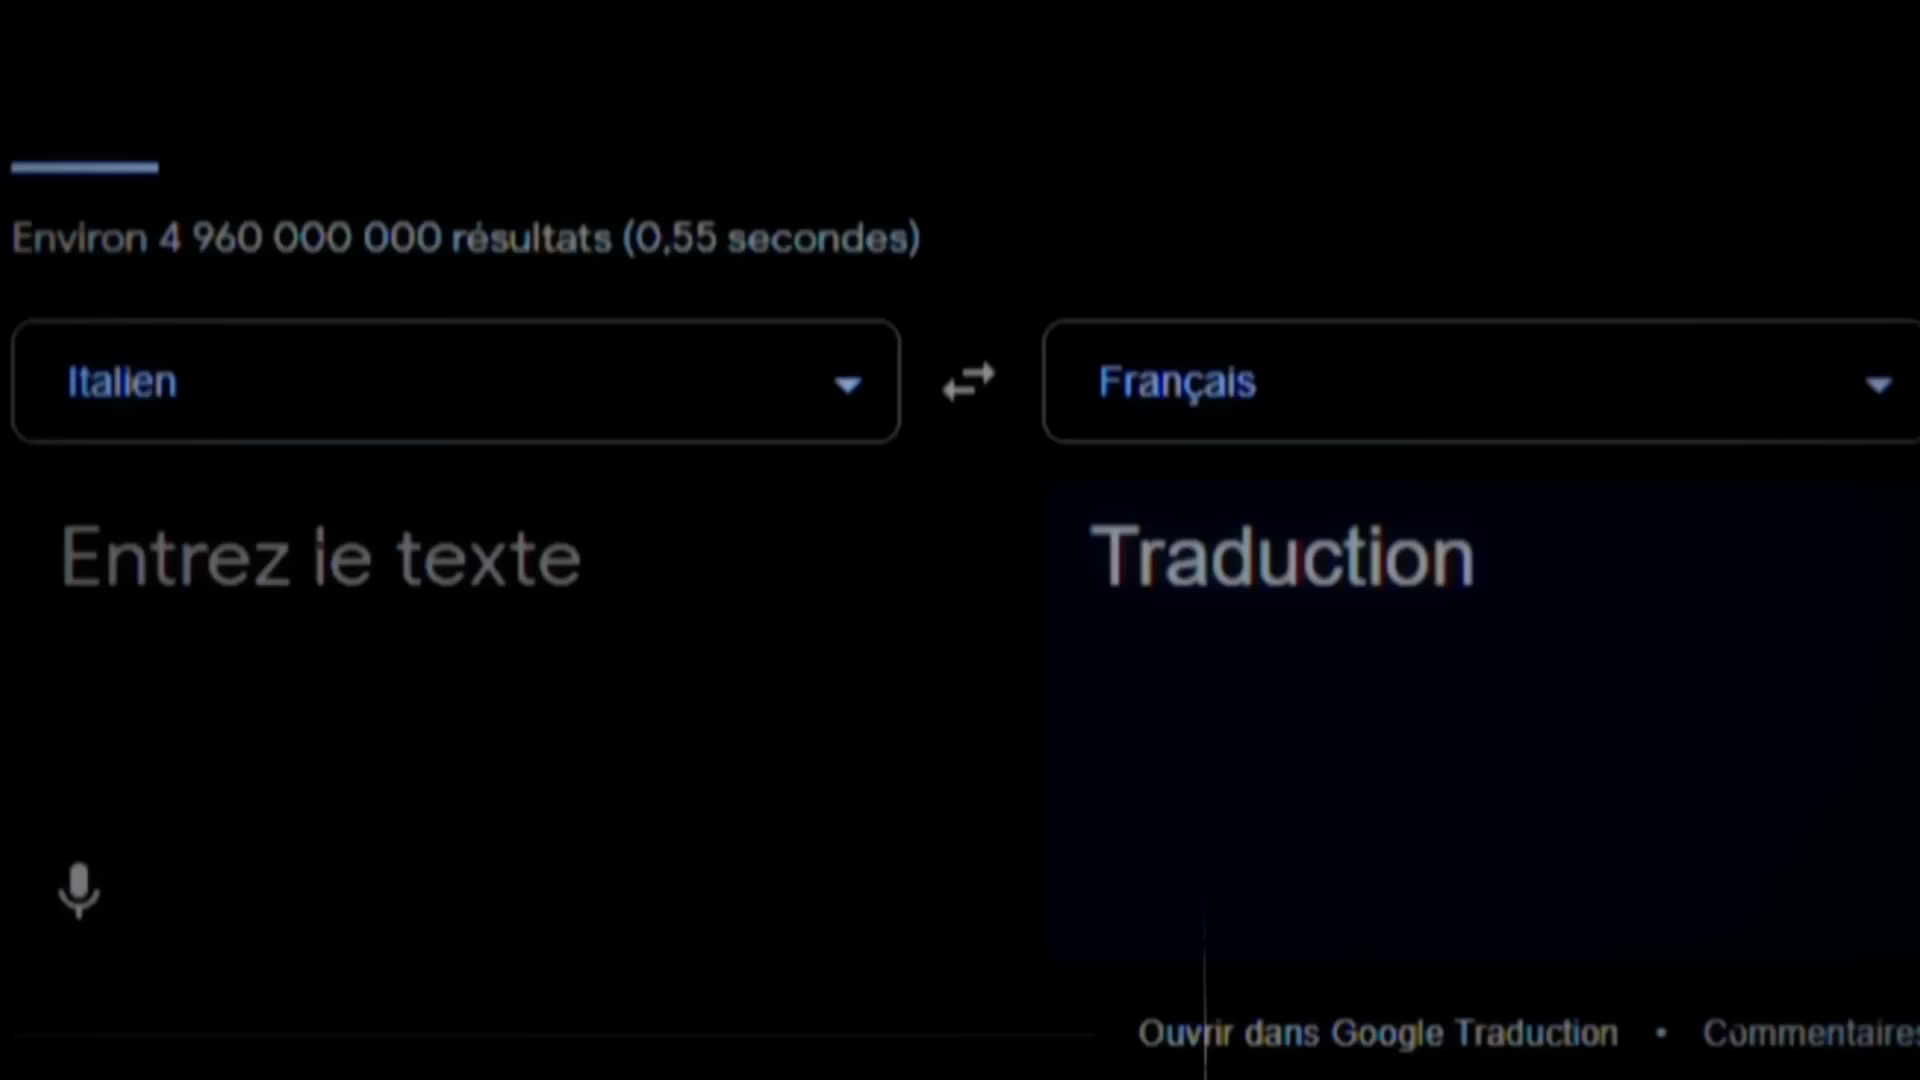 Environ 4 960 000 000 résultats (0,55 secondes)
Italien
Français
Entrez le texte
Traduction
Ouvrir dans Google Traduction • Commentaires